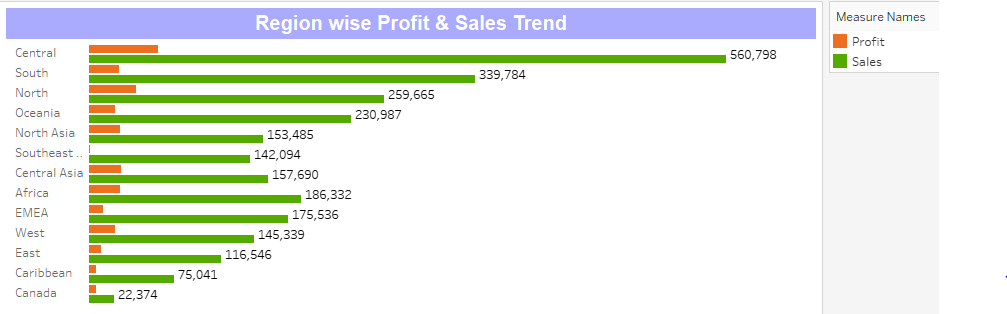 Region wise Profit & Sales Trend
Measure Names
Profit
Sales
Central 560,798
South 339,784
North 259,665
Oceania 230,987
North Asia 153,485
Southeast .. 142,094
Central Asia 157,690
Africa 186,332
EMEA 175,536
West 145,339
East 116,546
Caribbean 75,041
Canada 22,374